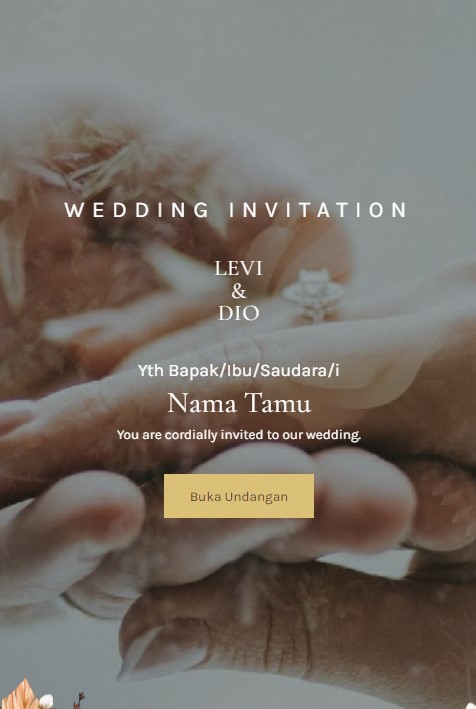 WEDDING INVITATION
LEVI
&
DIO
Yth Bapak/Ibu/Saudara/i
Nama Tamu
You are cordially invited to our wedding.
Buka Undangan